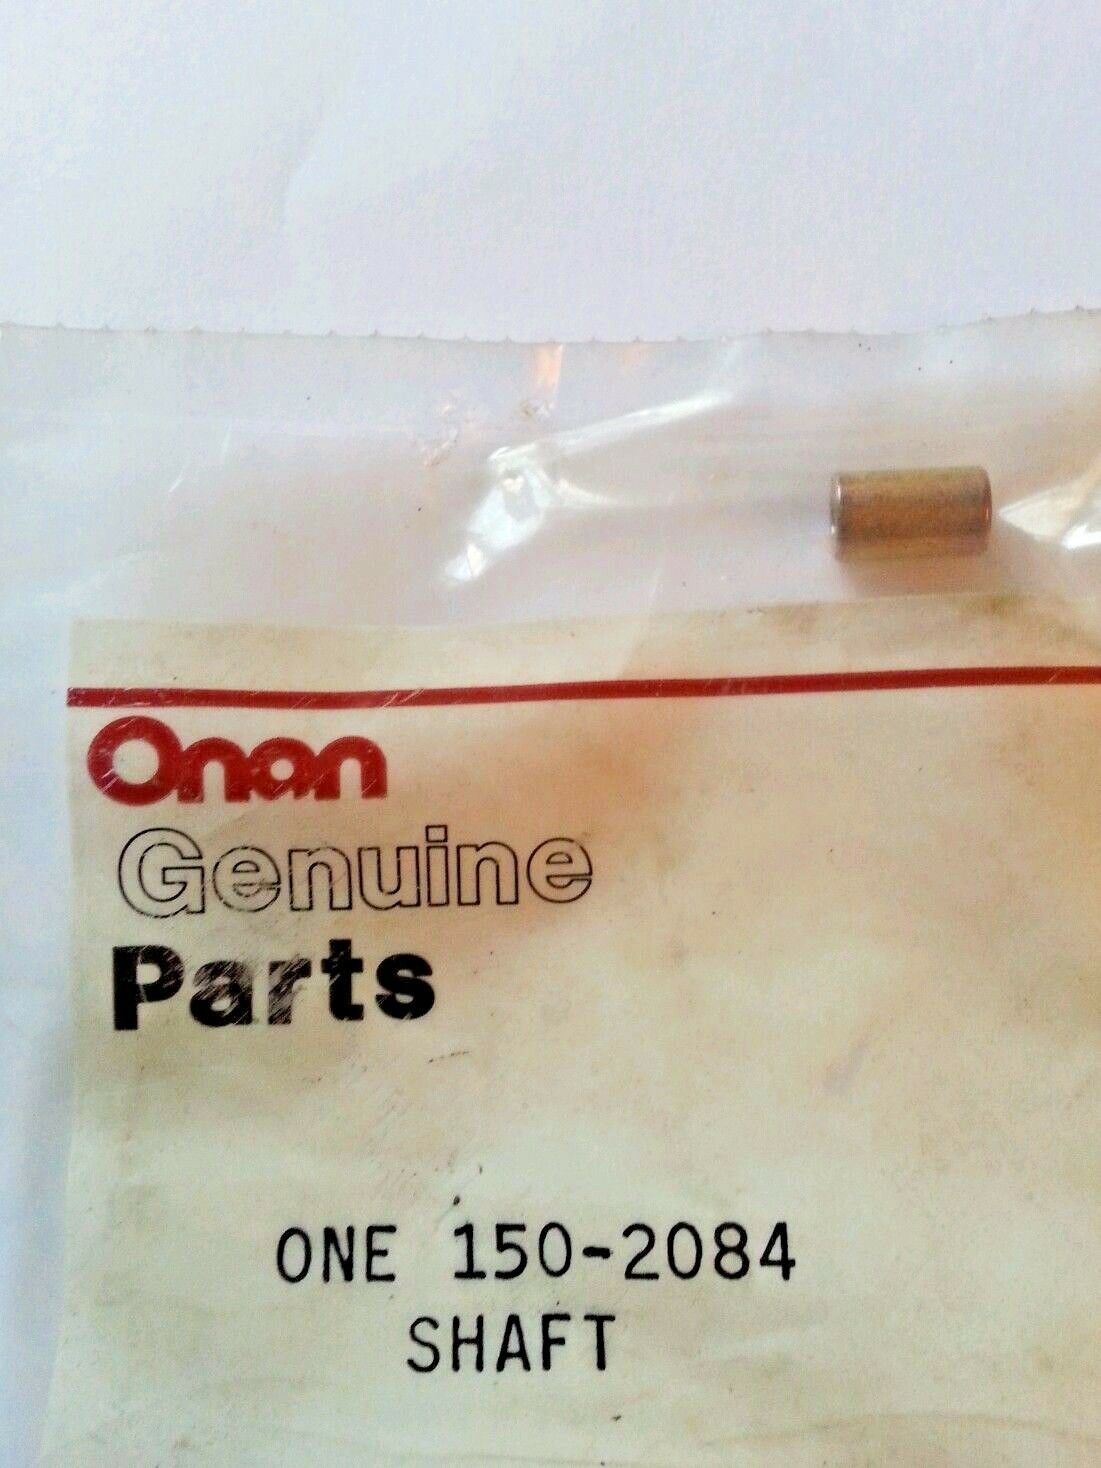 Onan
Genuine
Parts
ONE 150-2084
SHAFT